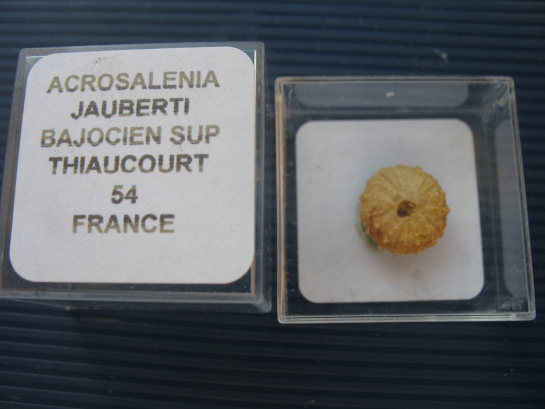 ACROSALENIA
JAUBERTI
BAJOCIEN SUP
THIAUCOURT
54
FRANCE